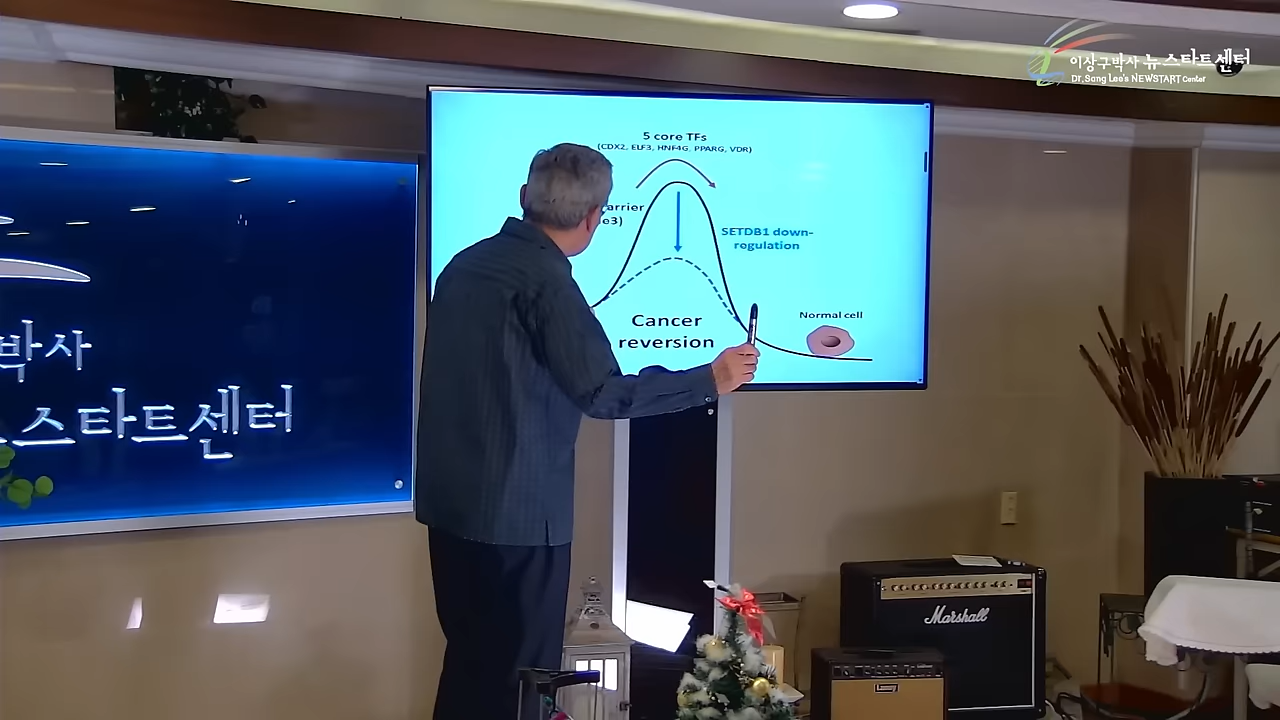 이상구박사 뉴스타트센터
Dr. Sang Lee's NEWSTART Center
5 core TFs
(CDX2, ELF3, HNF4G, PPARG, VDR)
SETDB1 down-
regulation
Normal cell
Cancer
reversion
박사
스타트센터
Marshall
Laney